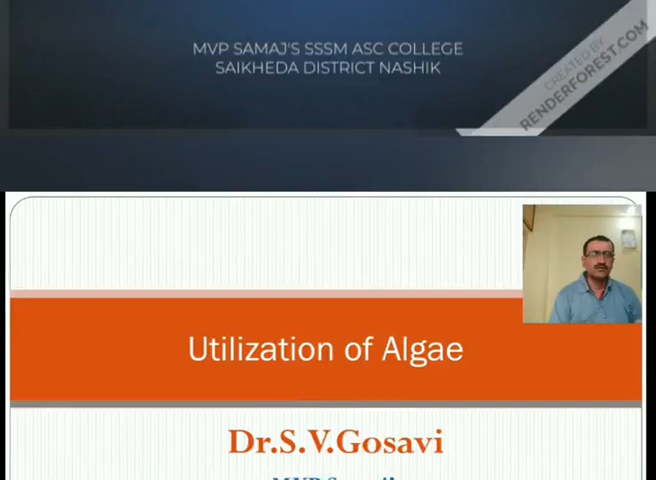 MVP SAMAJ'S SSSM ASC COLLEGE
SAIKHEDA DISTRICT NASHIK
CREATED BY
RENDERFOREST.COM
Utilization of Algae
Dr.S.V.Gosavi